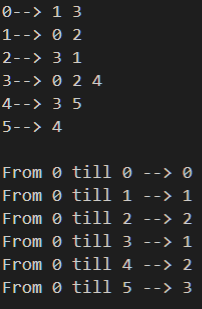 0--> 1 3
1--> 0 2
2--> 3 1
3--> 0 2 4
4--> 3 5
5--> 4
From 0 till 0 --> 0
From 0 till 1 --> 1
From 0 till 2 --> 2
From 0 till 3 --> 1
From 0 till 4 --> 2
From 0 till 5 --> 3